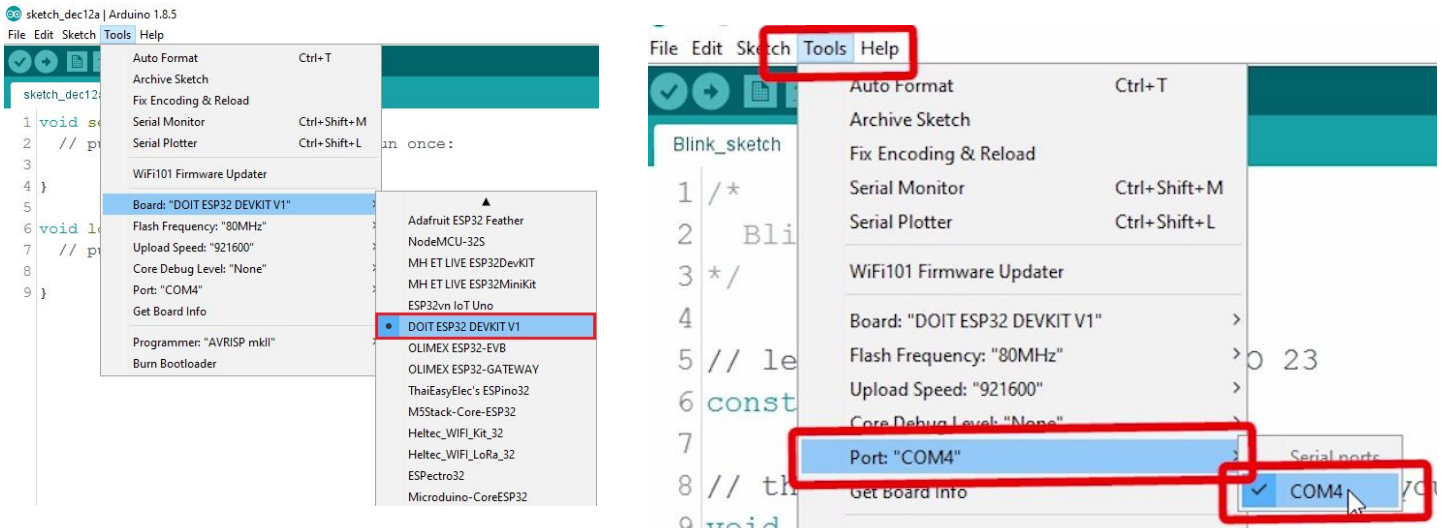 sketch_dec12a | Arduino 1.8.5
File Edit Sketch Tools Help
sketch_dec12a
Auto Format Ctrl+T
Archive Sketch
Fix Encoding & Reload
Serial Monitor Ctrl+Shift+M
Serial Plotter Ctrl+Shift+L
WiFi101 Firmware Updater
Board: "DOIT ESP32 DEVKIT V1"
Flash Frequency: "80MHz"
Upload Speed: "921600"
Core Debug Level: "None"
Port: "COM4"
Get Board Info
Programmer: "AVRISP mkII"
Burn Bootloader
1 void
2 // once:
3
4 }
5
6 void
7 //
8
9 }
Adafruit ESP32 Feather
NodeMCU-32S
MH ET LIVE ESP32DevKIT
MH ET LIVE ESP32MiniKit
ESP32vn IoT Uno
DOIT ESP32 DEVKIT V1
OLIMEX ESP32-EVB
OLIMEX ESP32-GATEWAY
ThaiEasyElec's ESPino32
M5Stack-Core-ESP32
Heltec_WIFI_Kit_32
Heltec_WIFI_LoRa_32
ESPectro32
Microduino-CoreESP32
File Edit Sketch Tools Help
Blink_sketch
Auto Format Ctrl+T
Archive Sketch
Fix Encoding & Reload
Serial Monitor Ctrl+Shift+M
Serial Plotter Ctrl+Shift+L
WiFi101 Firmware Updater
Board: "DOIT ESP32 DEVKIT V1"
Flash Frequency: "80MHz"
Upload Speed: "921600"
Core Debug Level: "None"
Port: "COM4"
Get Board Info
Serial ports
COM4
1 /*
2 Bli
3 */
4
5 // le O 23
6 const
7
8 // th
9 void